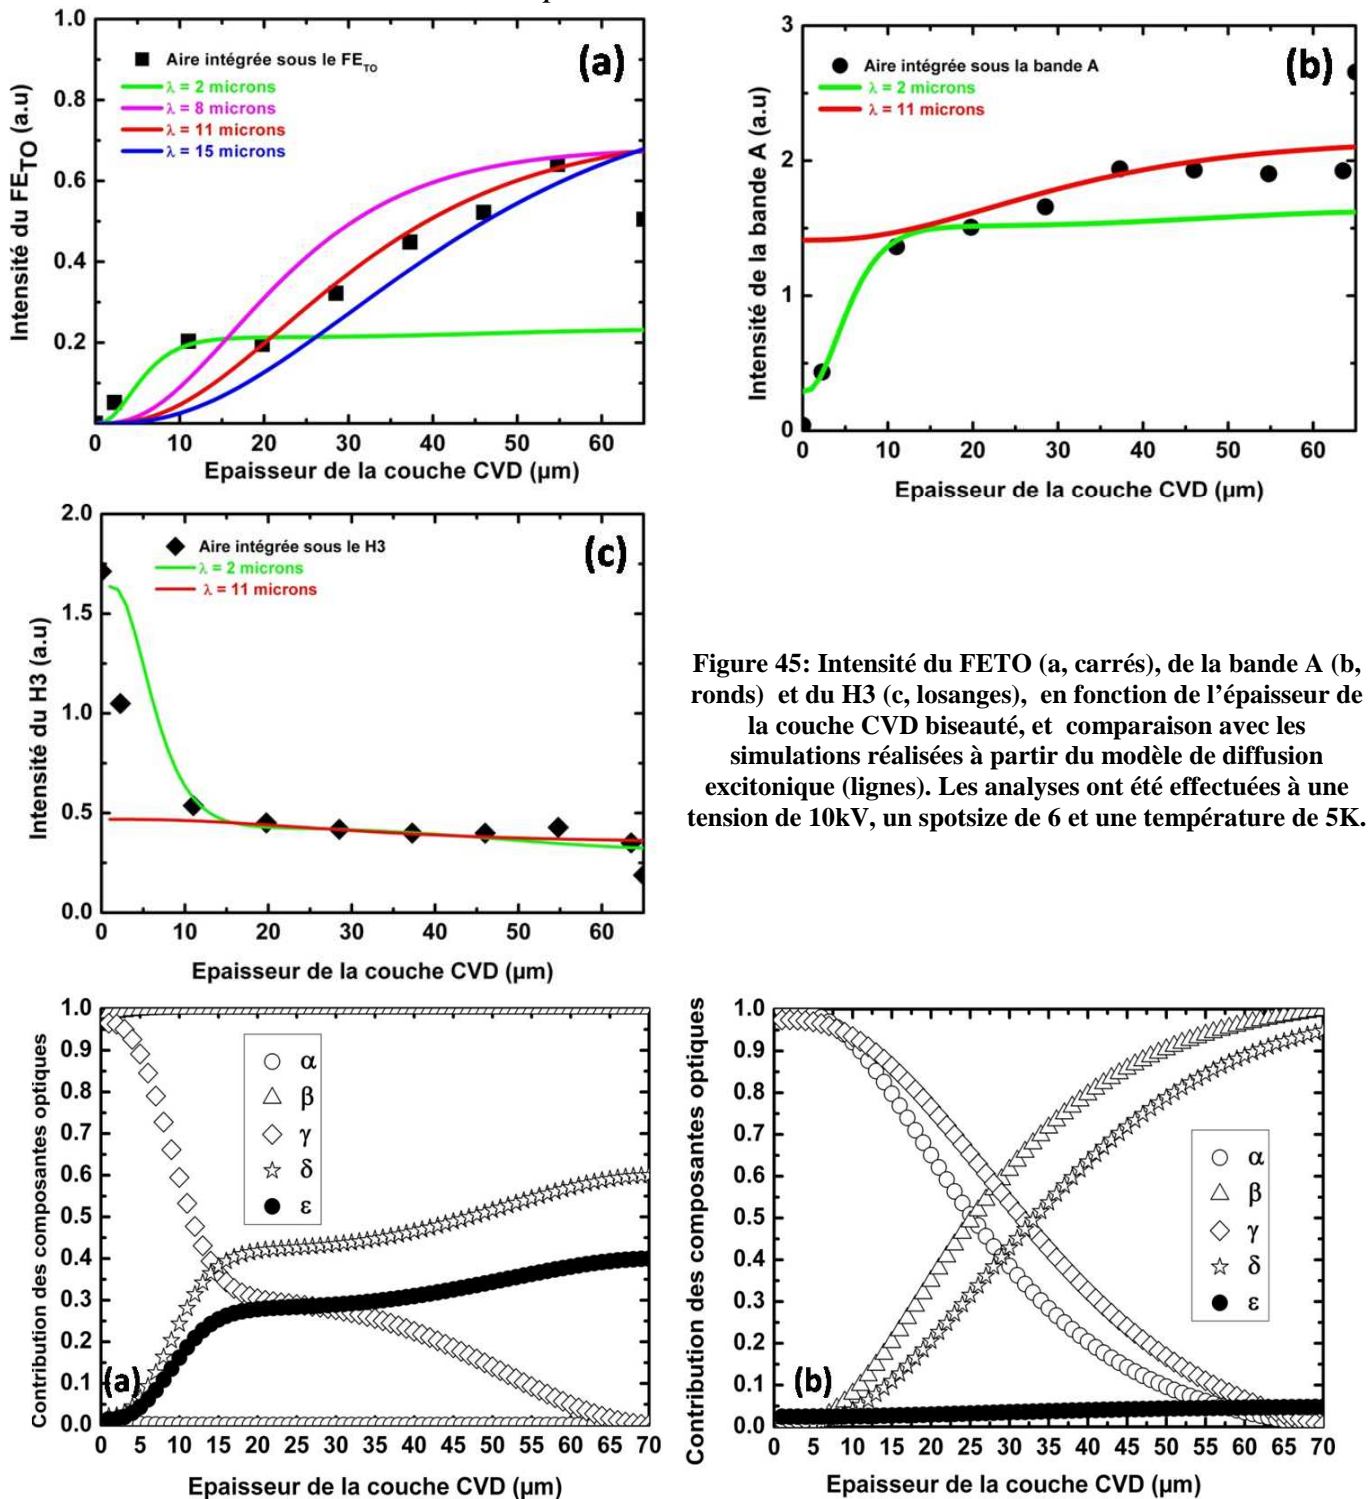 1.0
0.8
0.6
0.4
0.2
0
10
20
30
40
50
60
Intensité du FE_TO (a.u)
Epaisseur de la couche CVD (µm)
(a)
Aire intégrée sous le FE_TO
λ = 2 microns
λ = 8 microns
λ = 11 microns
λ = 15 microns
3
2
1
0
0
10
20
30
40
50
60
Intensité de la bande A (a.u)
Epaisseur de la couche CVD (µm)
(b)
Aire intégrée sous la bande A
λ = 2 microns
λ = 11 microns
2.0
1.5
1.0
0.5
0.0
0
10
20
30
40
50
60
Intensité du H3 (a.u)
Epaisseur de la couche CVD (µm)
(c)
Aire intégrée sous le H3
λ = 2 microns
λ = 11 microns
Figure 45: Intensité du FETO (a, carrés), de la bande A (b,
ronds) et du H3 (c, losanges), en fonction de l’épaisseur de
la couche CVD biseauté, et comparaison avec les
simulations réalisées à partir du modèle de diffusion
excitonique (lignes). Les analyses ont été effectuées à une
tension de 10kV, un spotsize de 6 et une température de 5K.
1.0
0.9
0.8
0.7
0.6
0.5
0.4
0.3
0.2
0.1
0.0
0 5 10 15 20 25 30 35 40 45 50 55 60 65 70
Contribution des composantes optiques
Epaisseur de la couche CVD (µm)
(a)
α
β
γ
δ
ε
1.0
0.9
0.8
0.7
0.6
0.5
0.4
0.3
0.2
0.1
0.0
0 5 10 15 20 25 30 35 40 45 50 55 60 65 70
Contribution des composantes optiques
Epaisseur de la couche CVD (µm)
(b)
α
β
γ
δ
ε